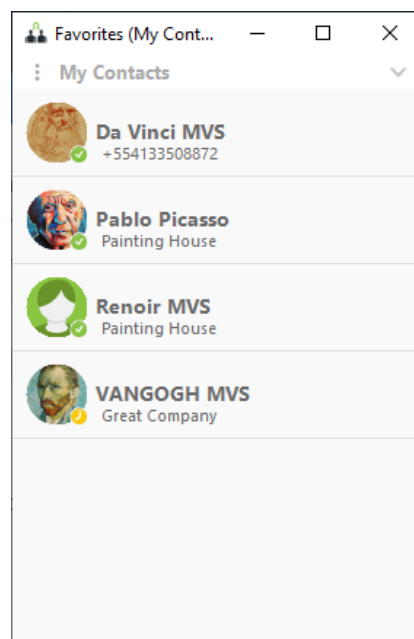 Favorites (My Cont...
My Contacts
Da Vinci MVS
+554133508872
Pablo Picasso
Painting House
Renoir MVS
Painting House
VANGOGH MVS
Great Company